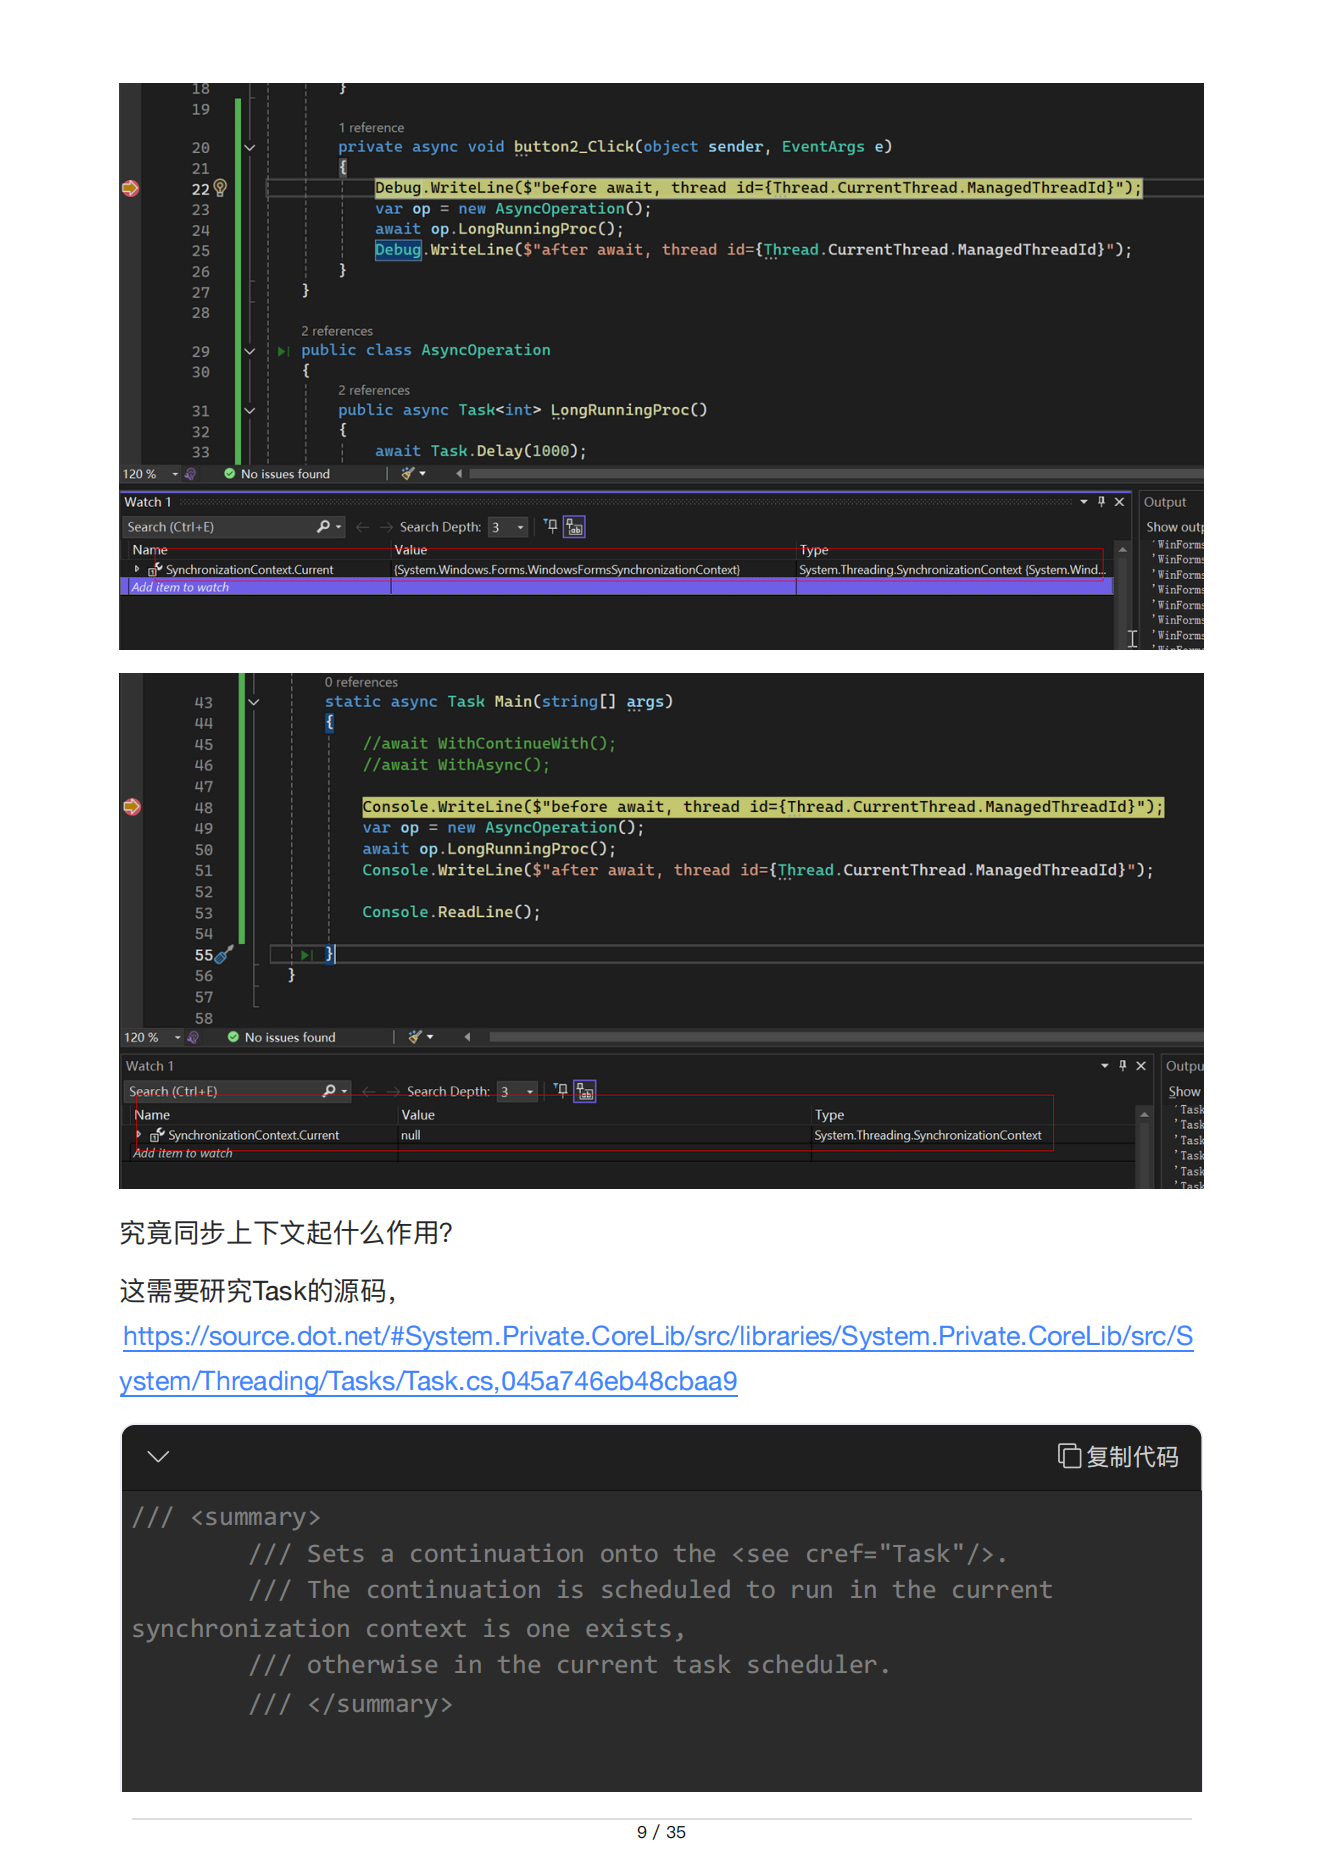 18 }
19
1 reference
20 private async void button2_Click(object sender, EventArgs e)
21 {
22 Debug.WriteLine($"before await, thread id={Thread.CurrentThread.ManagedThreadId}");
23 var op = new AsyncOperation();
24 await op.LongRunningProc();
25 Debug.WriteLine($"after await, thread id={Thread.CurrentThread.ManagedThreadId}");
26 }
27 }
28
2 references
29 public class AsyncOperation
30 {
2 references
31 public async Task<int> LongRunningProc()
32 {
33 await Task.Delay(1000);
120 % No issues found
Watch 1 Output
Search (Ctrl+E) Search Depth: 3 Show outp
Name Value Type
'WinForms
'WinForms
SynchronizationContext.Current {System.Windows.Forms.WindowsFormsSynchronizationContext} System.Threading.SynchronizationContext {System.Wind...
'WinForms
Add item to watch
'WinForms
'WinForms
'WinForms
'WinForms
'WinForms
0 references
43 static async Task Main(string[] args)
44 {
45 //await WithContinueWith();
46 //await WithAsync();
47
48 Console.WriteLine($"before await, thread id={Thread.CurrentThread.ManagedThreadId}");
49 var op = new AsyncOperation();
50 await op.LongRunningProc();
51 Console.WriteLine($"after await, thread id={Thread.CurrentThread.ManagedThreadId}");
52
53 Console.ReadLine();
54
55 }
56 }
57
58
120 % No issues found
Watch 1 Outpu
Search (Ctrl+E) Search Depth: 3 Show
Name Value Type
'Task
'Task
SynchronizationContext.Current null System.Threading.SynchronizationContext
'Task
Add item to watch
'Task
'Task
'Task
究竟同步上下文起什么作用?
这需要研究Task的源码，
https://source.dot.net/#System.Private.CoreLib/src/libraries/System.Private.CoreLib/src/S
ystem/Threading/Tasks/Task.cs,045a746eb48cbaa9
复制代码
/// <summary>
/// Sets a continuation onto the <see cref="Task"/>.
/// The continuation is scheduled to run in the current
synchronization context is one exists,
/// otherwise in the current task scheduler.
/// </summary>
9 / 35